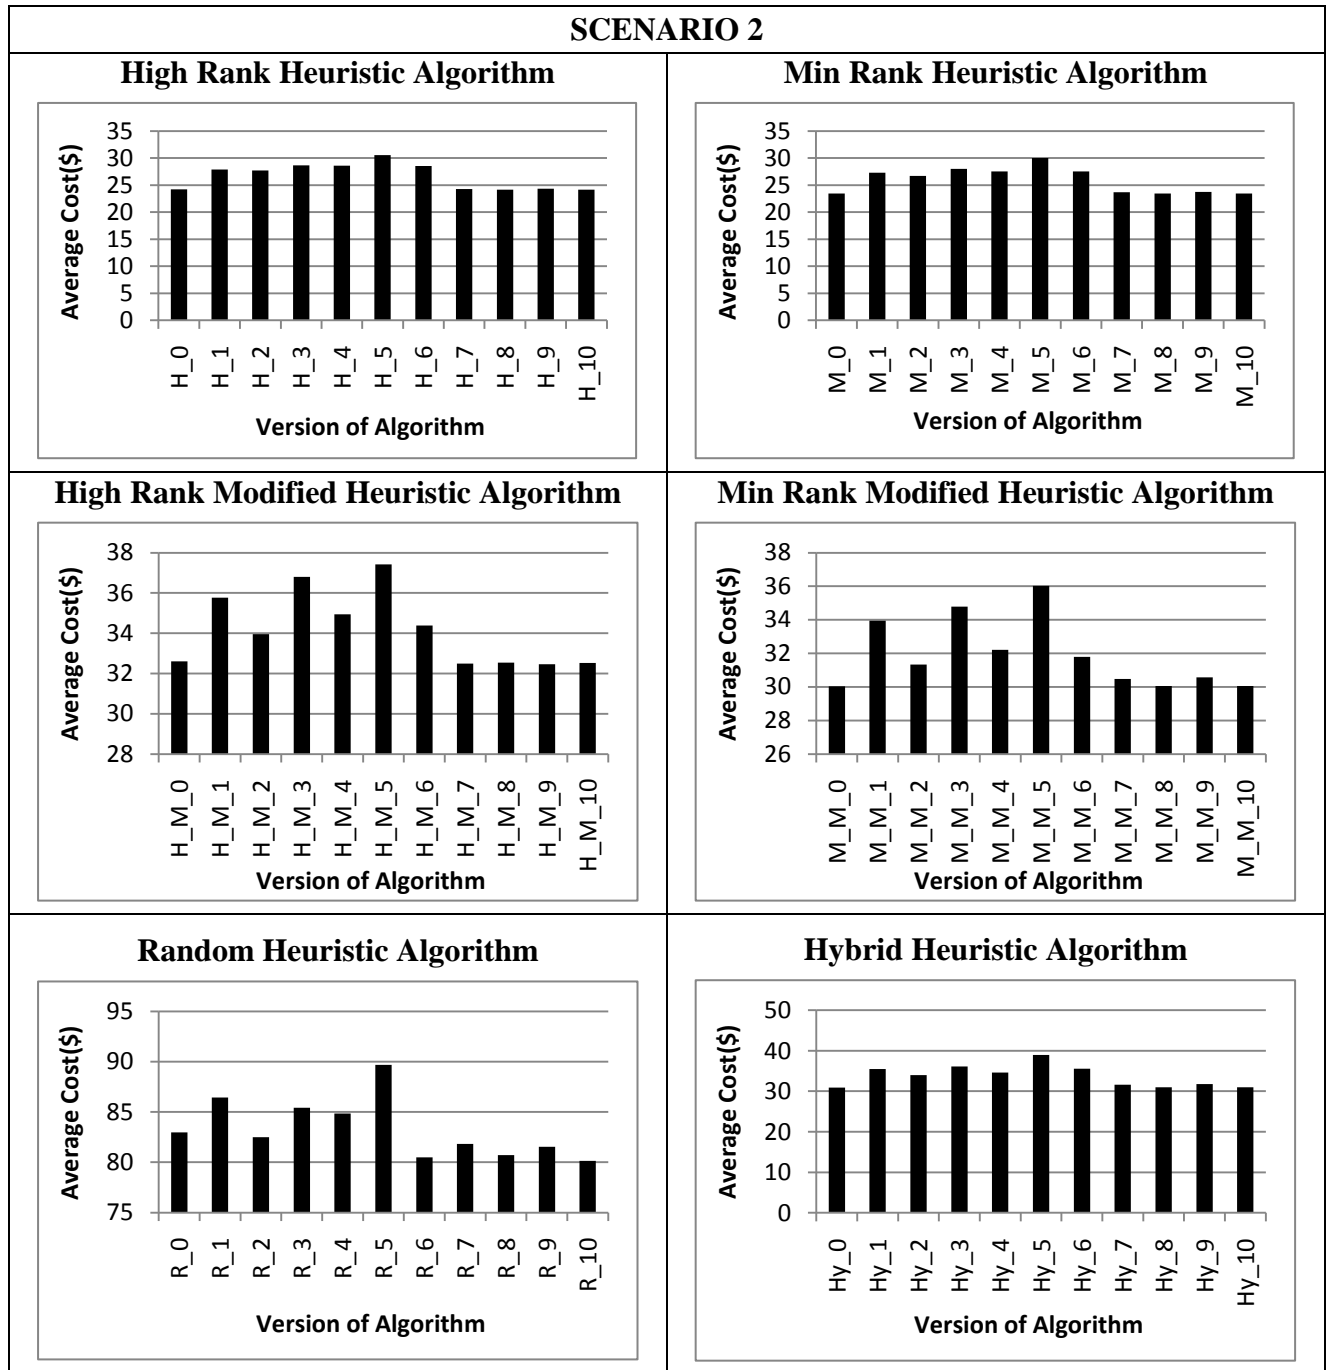 SCENARIO 2
High Rank Heuristic Algorithm
Average Cost($)
35
30
25
20
15
10
5
0
H_0
H_1
H_2
H_3
H_4
H_5
H_6
H_7
H_8
H_9
H_10
Version of Algorithm
Min Rank Heuristic Algorithm
Average Cost($)
35
30
25
20
15
10
5
0
M_0
M_1
M_2
M_3
M_4
M_5
M_6
M_7
M_8
M_9
M_10
Version of Algorithm
High Rank Modified Heuristic Algorithm
Average Cost($)
38
36
34
32
30
28
H_M_0
H_M_1
H_M_2
H_M_3
H_M_4
H_M_5
H_M_6
H_M_7
H_M_8
H_M_9
H_M_10
Version of Algorithm
Min Rank Modified Heuristic Algorithm
Average Cost($)
38
36
34
32
30
28
26
M_M_0
M_M_1
M_M_2
M_M_3
M_M_4
M_M_5
M_M_6
M_M_7
M_M_8
M_M_9
M_M_10
Version of Algorithm
Random Heuristic Algorithm
Average Cost($)
95
90
85
80
75
R_0
R_1
R_2
R_3
R_4
R_5
R_6
R_7
R_8
R_9
R_10
Version of Algorithm
Hybrid Heuristic Algorithm
Average Cost($)
50
40
30
20
10
0
Hy_0
Hy_1
Hy_2
Hy_3
Hy_4
Hy_5
Hy_6
Hy_7
Hy_8
Hy_9
Hy_10
Version of Algorithm